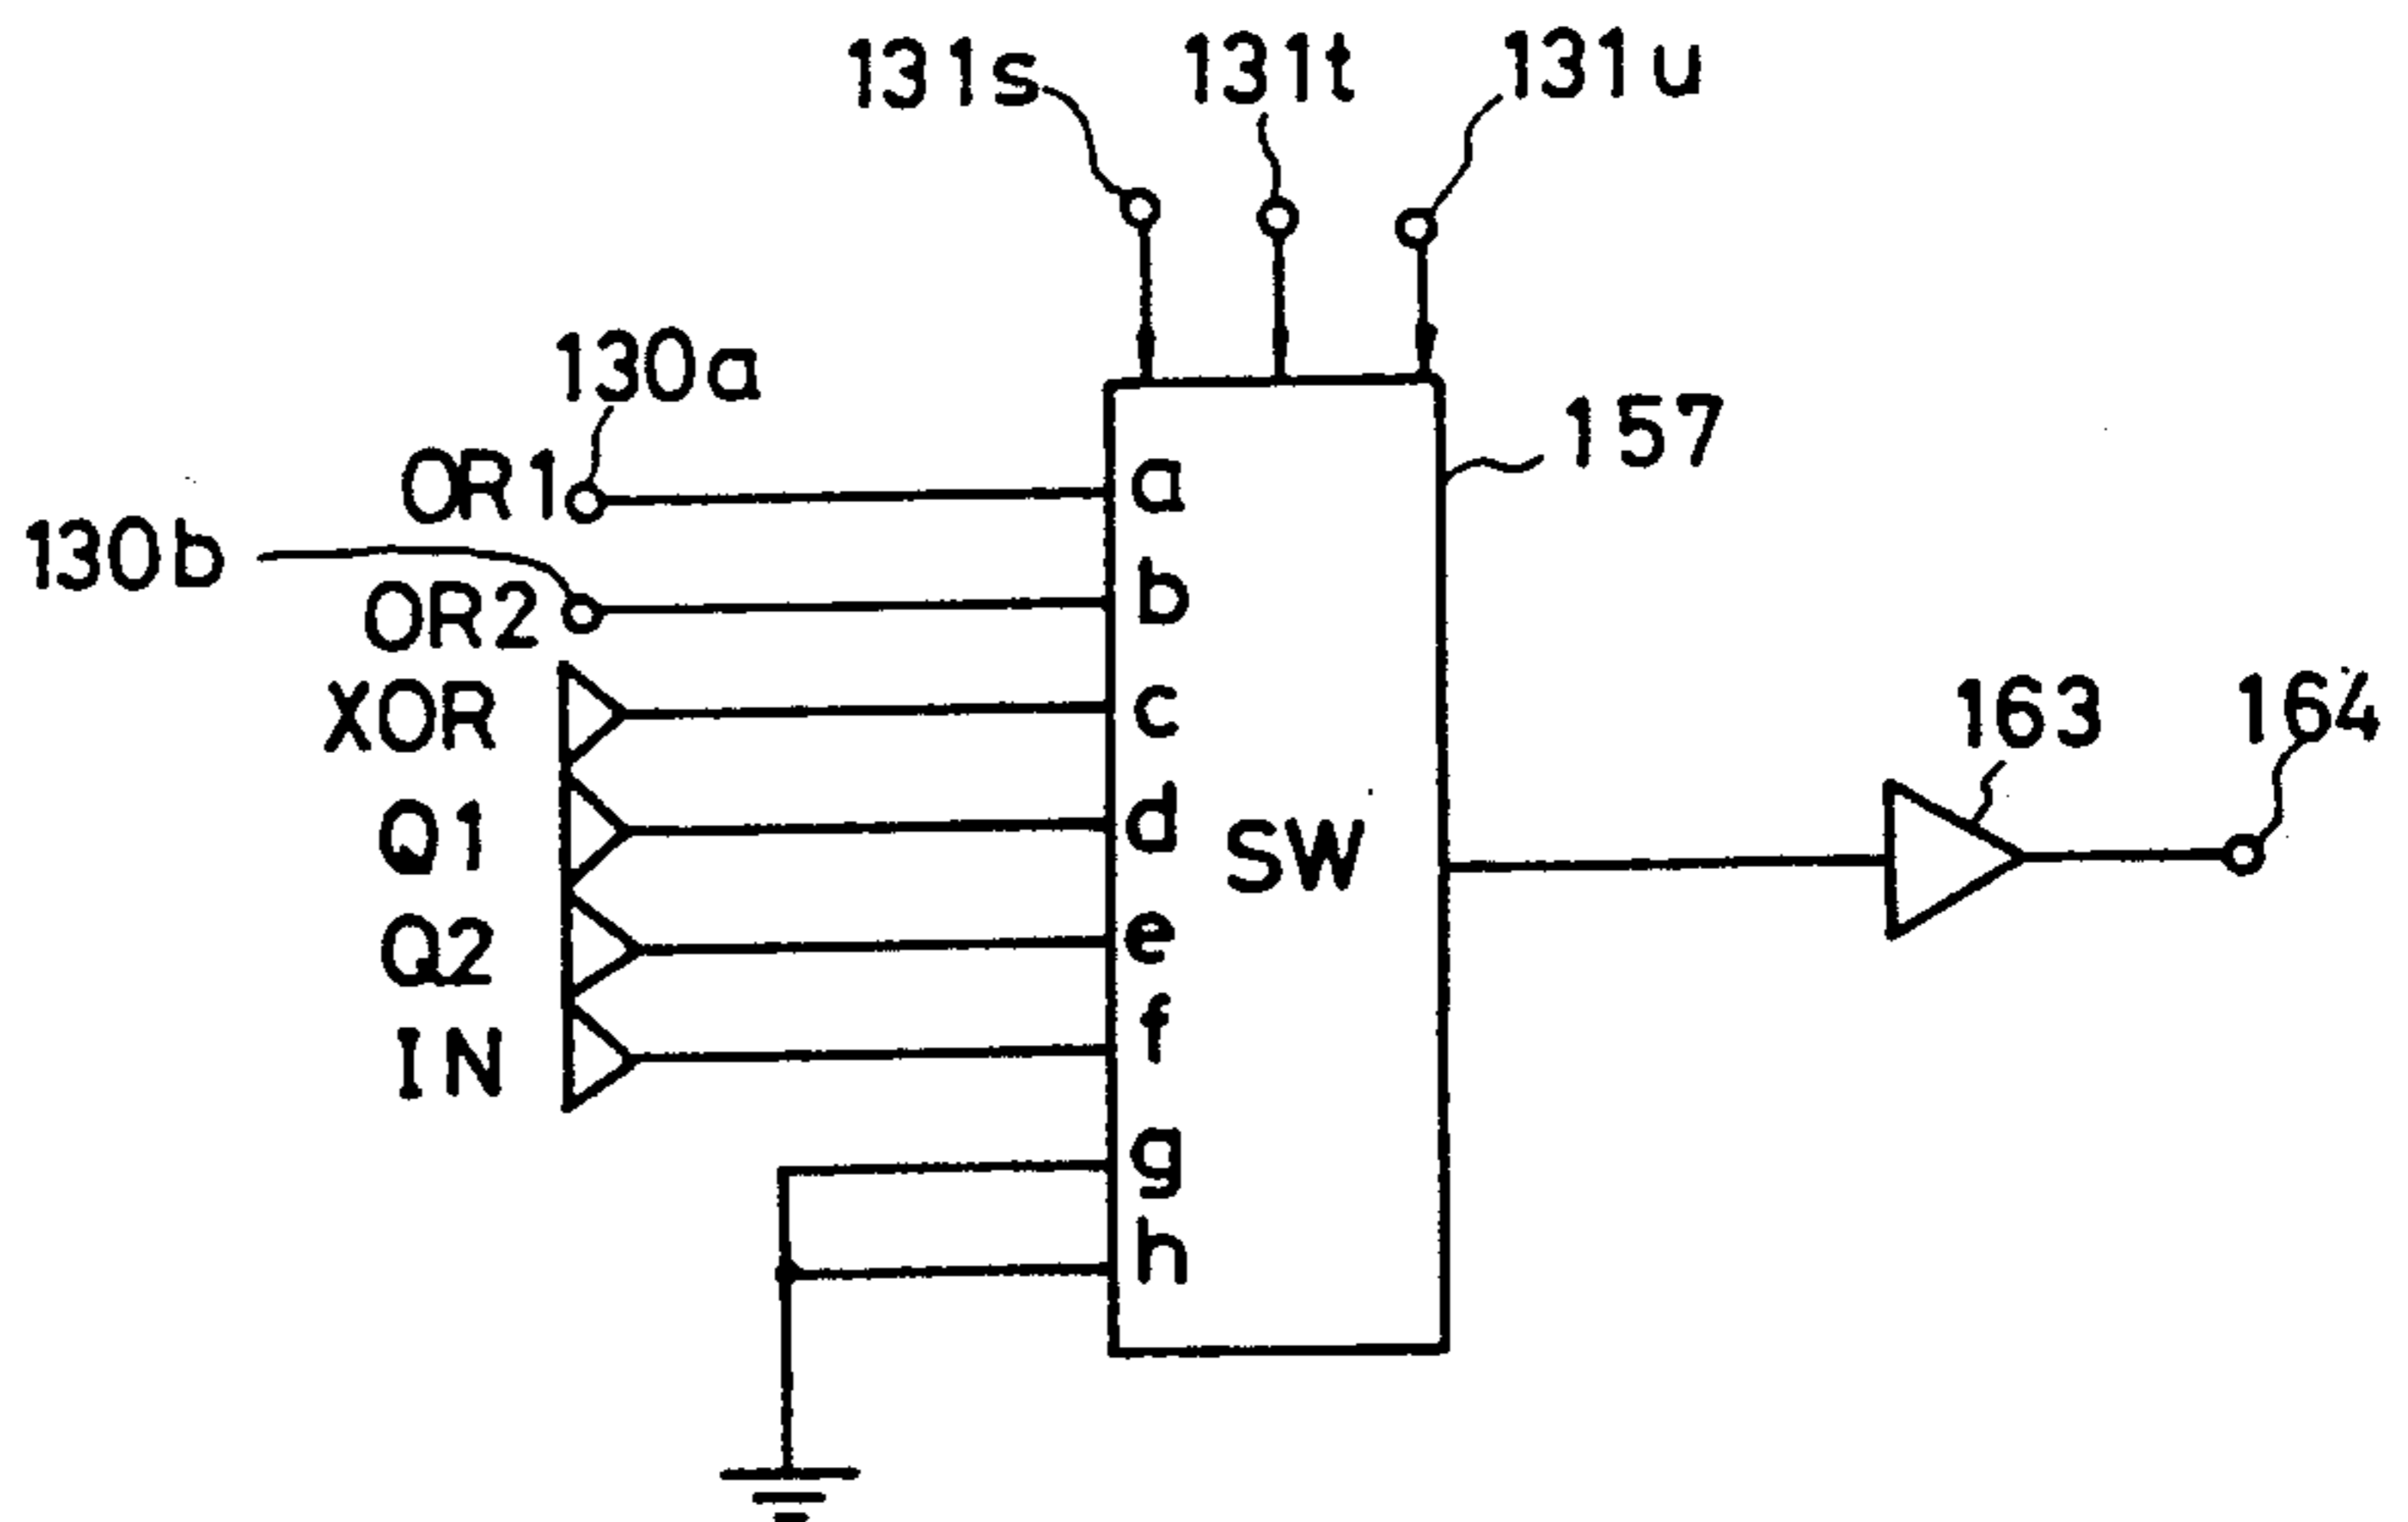 131s 131t 131u
130a
157
OR1 a
130b
b
OR2
XOR c
163 164
Q1 d
SW
Q2 e
IN f
g
h